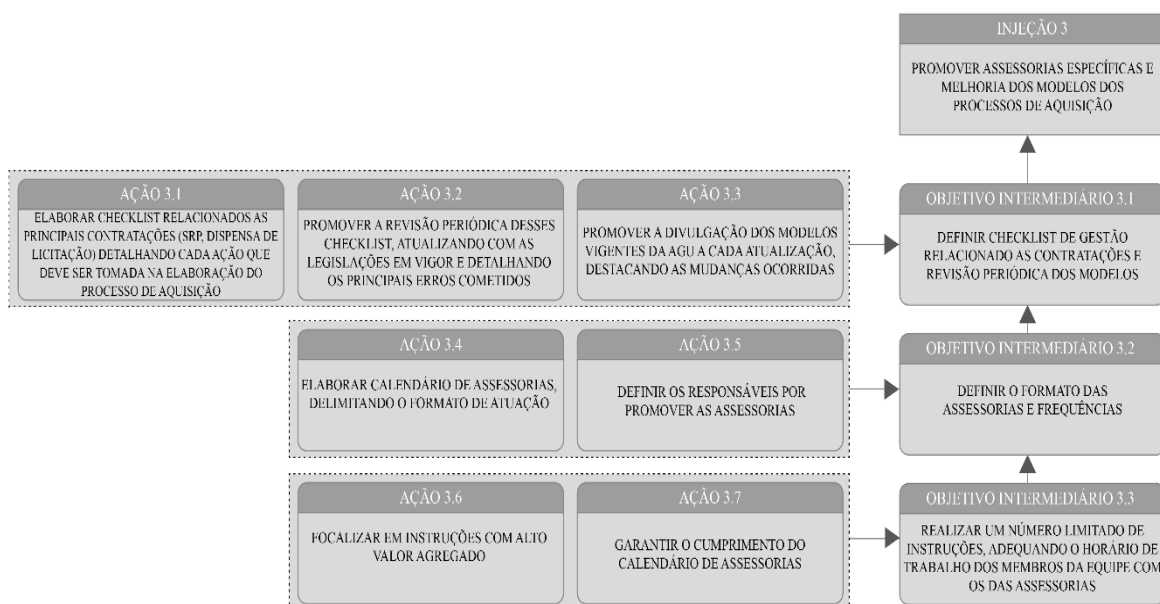 INJEÇÃO 3
PROMOVER ASSESSORIAS ESPECÍFICAS E
MELHORIA DOS MODELOS DOS
PROCESSOS DE AQUISIÇÃO
AÇÃO 3.1
ELABORAR CHECKLIST RELACIONADOS AS
PRINCIPAIS CONTRATAÇÕES (SRP, DISPENSA DE
LICITAÇÃO) DETALHANDO CADA AÇÃO QUE
DEVE SER TOMADA NA ELABORAÇÃO DO
PROCESSO DE AQUISIÇÃO
AÇÃO 3.2
PROMOVER A REVISÃO PERIÓDICA DESSES
CHECKLIST, ATUALIZANDO COM AS
LEGISLAÇÕES EM VIGOR E DETALHANDO
OS PRINCIPAIS ERROS COMETIDOS
AÇÃO 3.3
PROMOVER A DIVULGAÇÃO DOS MODELOS
VIGENTES DA AGU A CADA ATUALIZAÇÃO,
DESTACANDO AS MUDANÇAS OCORRIDAS
OBJETIVO INTERMEDIÁRIO 3.1
DEFINIR CHECKLIST DE GESTÃO
RELACIONADO AS CONTRATAÇÕES E
REVISÃO PERIÓDICA DOS MODELOS
AÇÃO 3.4
ELABORAR CALENDÁRIO DE ASSESSORIAS,
DELIMITANDO O FORMATO DE ATUAÇÃO
AÇÃO 3.5
DEFINIR OS RESPONSÁVEIS POR
PROMOVER AS ASSESSORIAS
OBJETIVO INTERMEDIÁRIO 3.2
DEFINIR O FORMATO DAS
ASSESSORIAS E FREQUÊNCIAS
AÇÃO 3.6
FOCALIZAR EM INSTRUÇÕES COM ALTO
VALOR AGREGADO
AÇÃO 3.7
GARANTIR O CUMPRIMENTO DO
CALENDÁRIO DE ASSESSORIAS
OBJETIVO INTERMEDIÁRIO 3.3
REALIZAR UM NÚMERO LIMITADO DE
INSTRUÇÕES, ADEQUANDO O HORÁRIO DE
TRABALHO DOS MEMBROS DA EQUIPE COM
OS DAS ASSESSORIAS